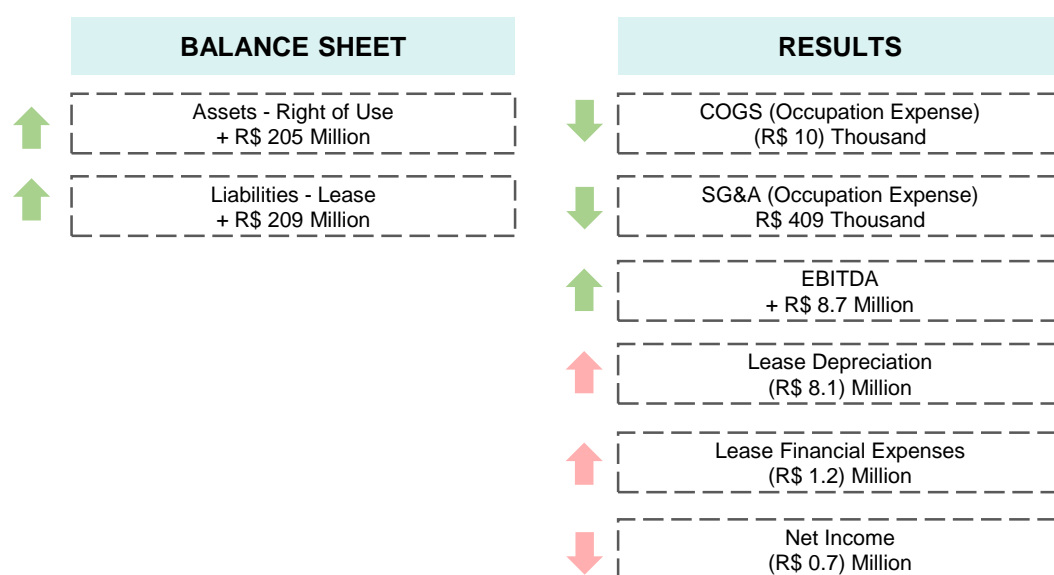 BALANCE SHEET
Assets - Right of Use
+ R$ 205 Million
Liabilities - Lease
+ R$ 209 Million
RESULTS
COGS (Occupation Expense)
(R$ 10) Thousand
SG&A (Occupation Expense)
R$ 409 Thousand
EBITDA
+ R$ 8.7 Million
Lease Depreciation
(R$ 8.1) Million
Lease Financial Expenses
(R$ 1.2) Million
Net Income
(R$ 0.7) Million